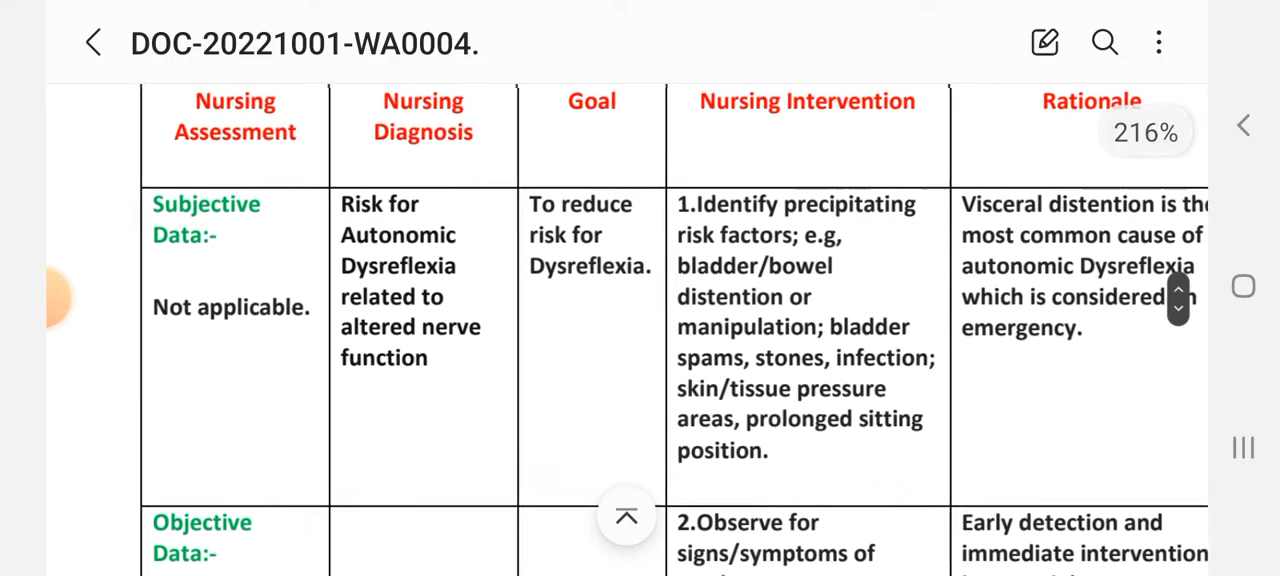 DOC-20221001-WA0004.
Nursing Assessment
Nursing Diagnosis
Goal
Nursing Intervention
Rationale
216%
Subjective
Data:-
Not applicable.
Risk for
Autonomic
Dysreflexia
related to
altered nerve
function
To reduce
risk for
Dysreflexia.
1.Identify precipitating
risk factors; e.g,
bladder/bowel
distention or
manipulation; bladder
spams, stones, infection;
skin/tissue pressure
areas, prolonged sitting
position.
Visceral distention is
most common cause of
autonomic Dysreflexia
which is considered
emergency.
Objective
Data:-
2.Observe for
signs/symptoms of
Early detection and
immediate intervention